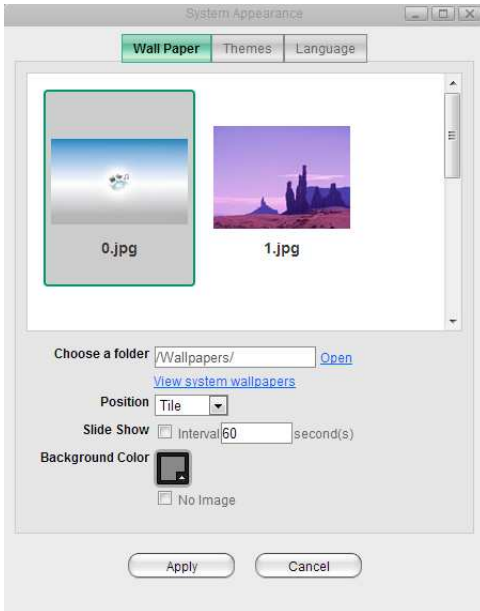 System Appearance
Wall Paper Themes Language
0.jpg 1.jpg
Choose a folder /Wallpapers/ Open
View system wallpapers
Position Tile
Slide Show Interval 60 second(s)
Background Color
No Image
Apply Cancel